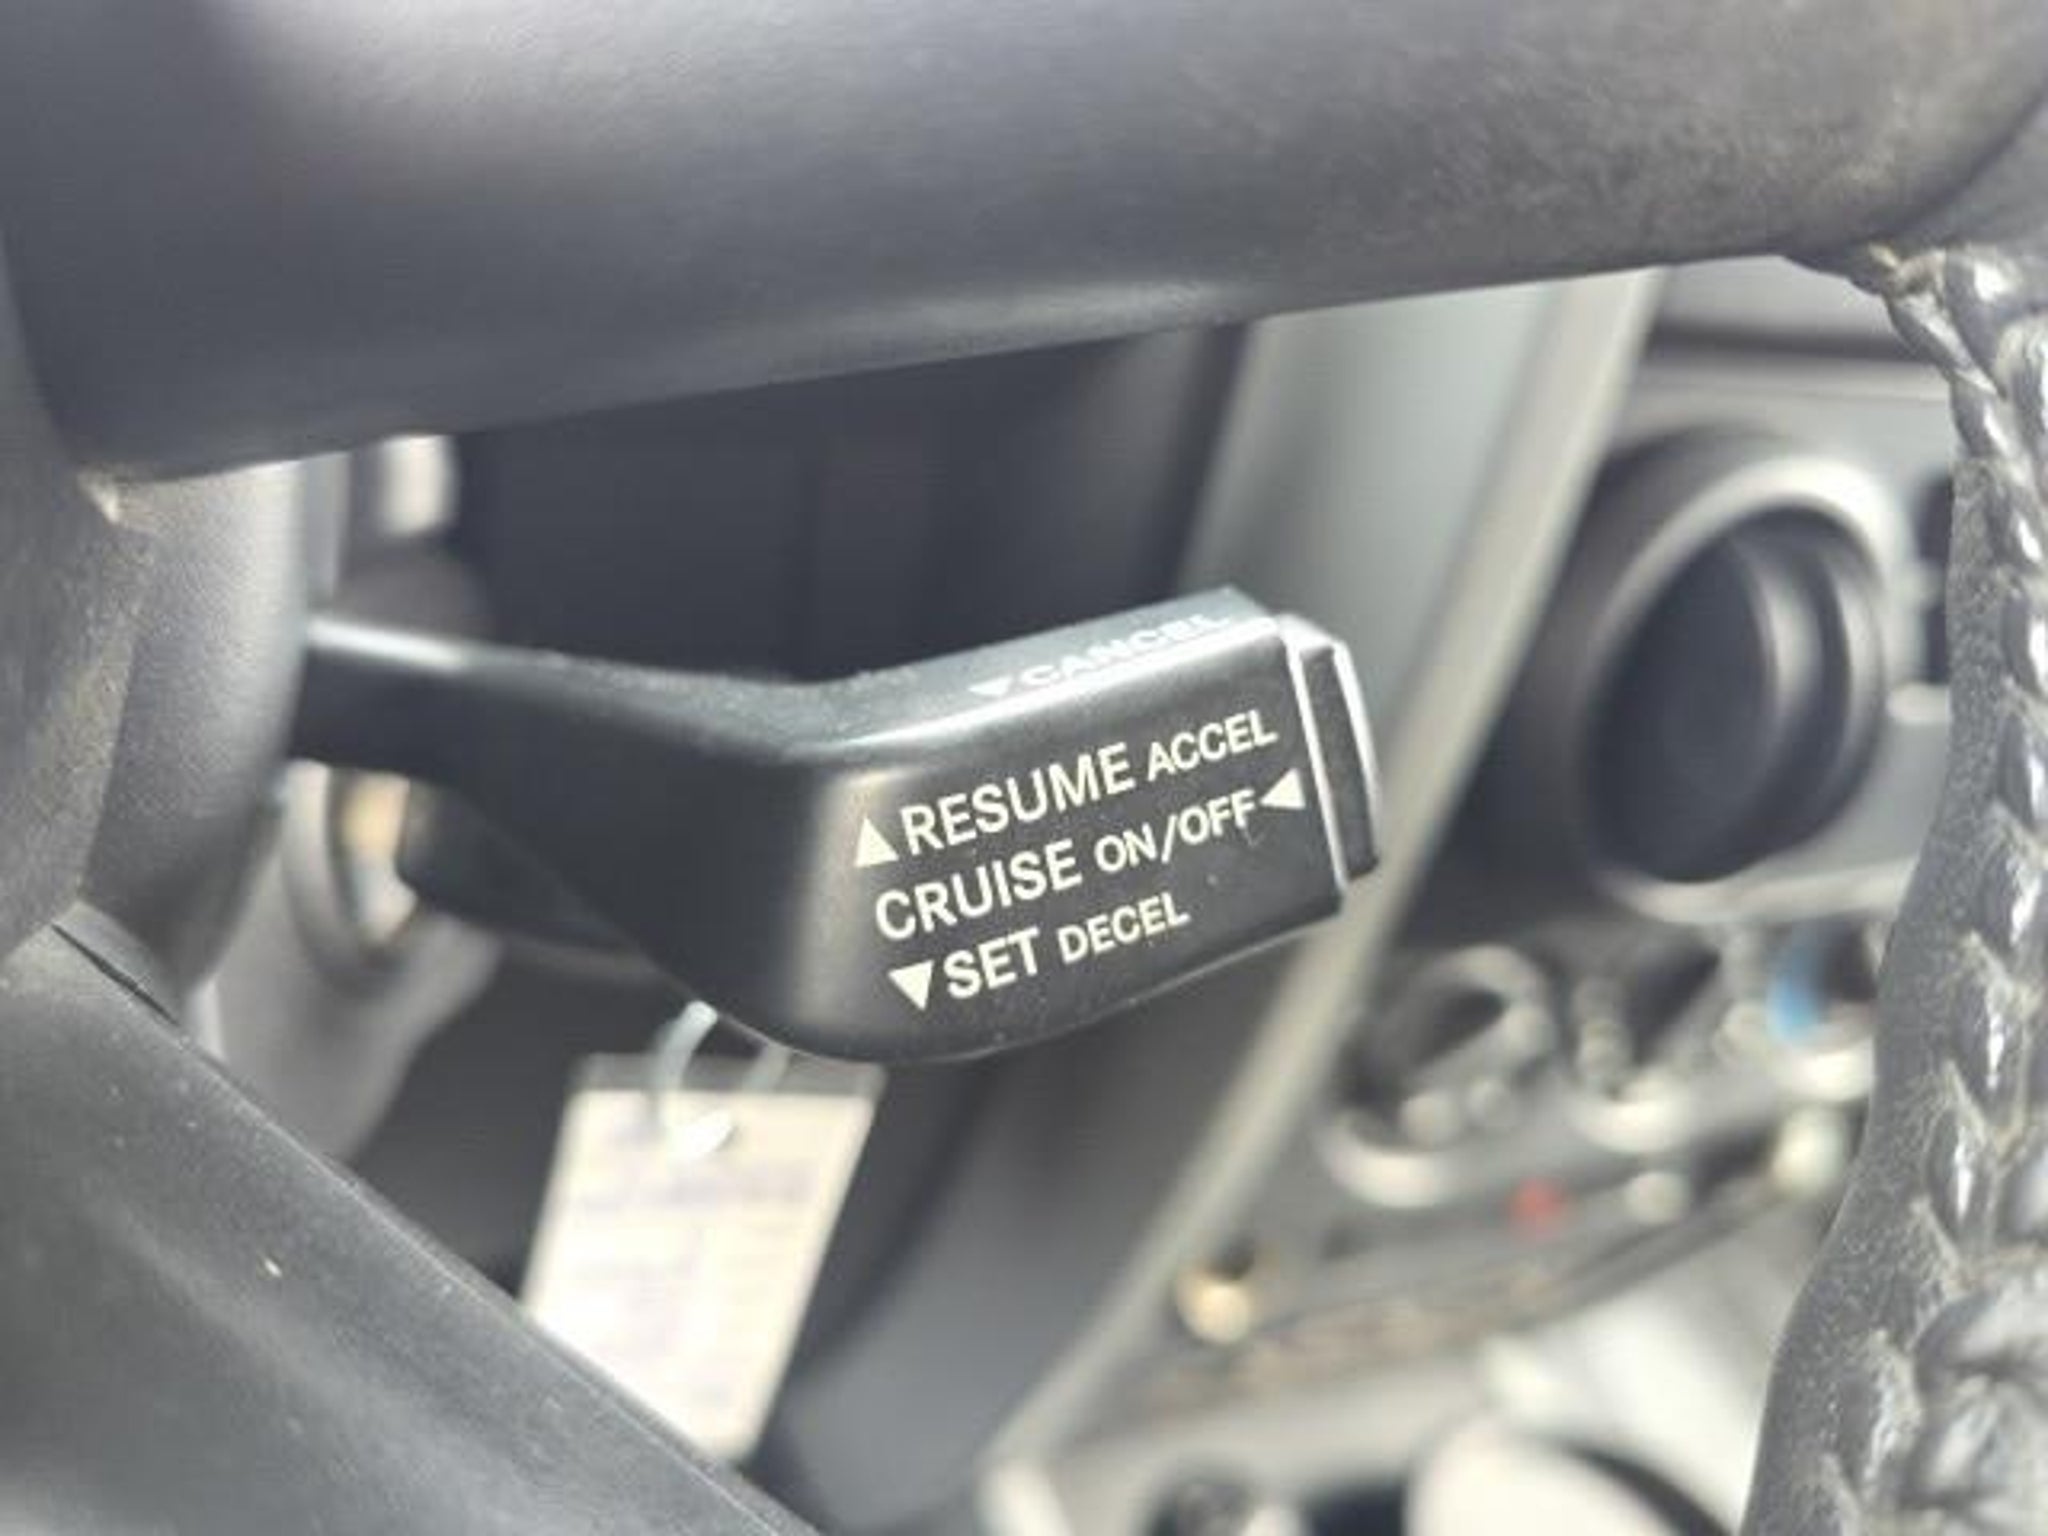 ▼CANCEL
▲RESUME ACCEL
CRUISE ON/OFF◀
▼SET DECEL